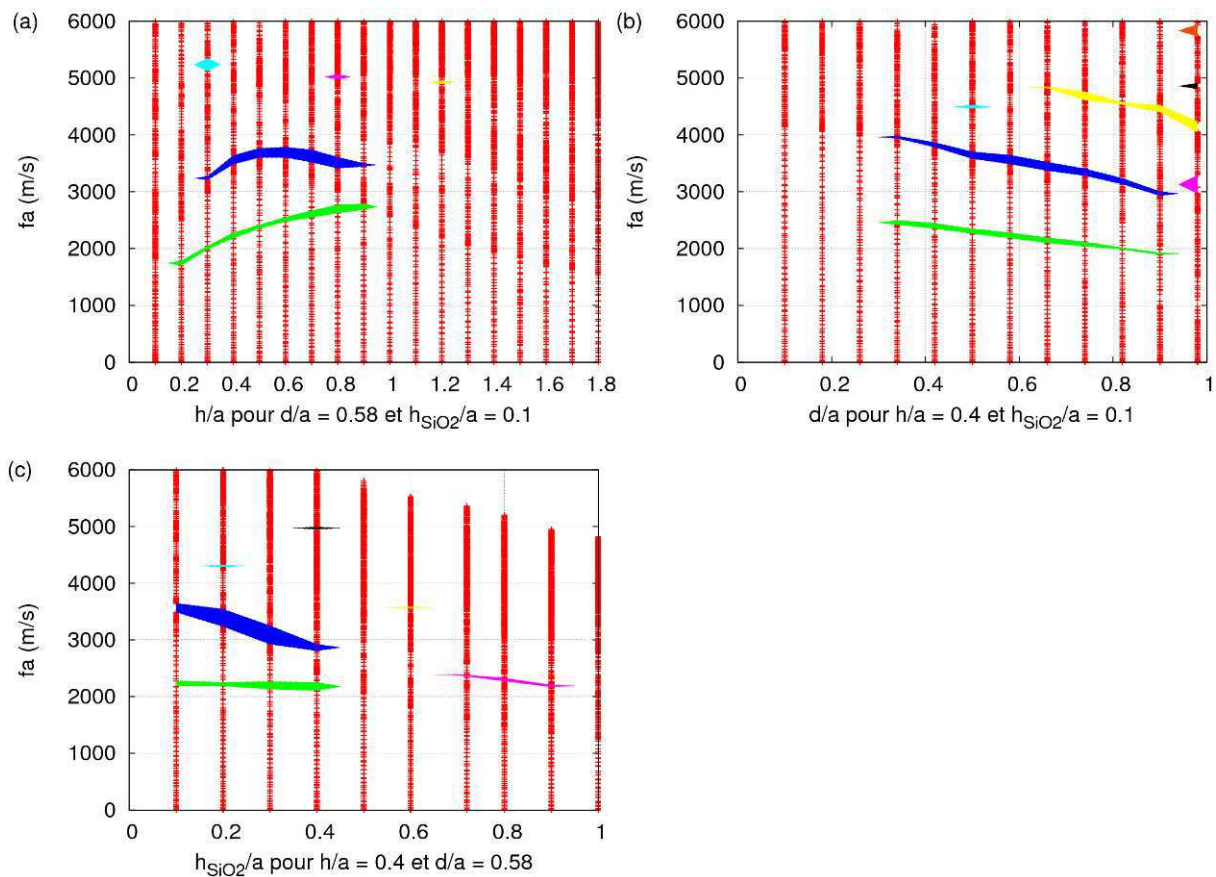 (a)
6000
5000
4000
3000
2000
1000
0
fa (m/s)
0 0.2 0.4 0.6 0.8 1 1.2 1.4 1.6 1.8
h/a pour d/a = 0.58 et hSiO2/a = 0.1
(b)
6000
5000
4000
3000
2000
1000
0
fa (m/s)
0 0.2 0.4 0.6 0.8 1
d/a pour h/a = 0.4 et hSiO2/a = 0.1
(c)
6000
5000
4000
3000
2000
1000
0
fa (m/s)
0 0.2 0.4 0.6 0.8 1
hSiO2/a pour h/a = 0.4 et d/a = 0.58